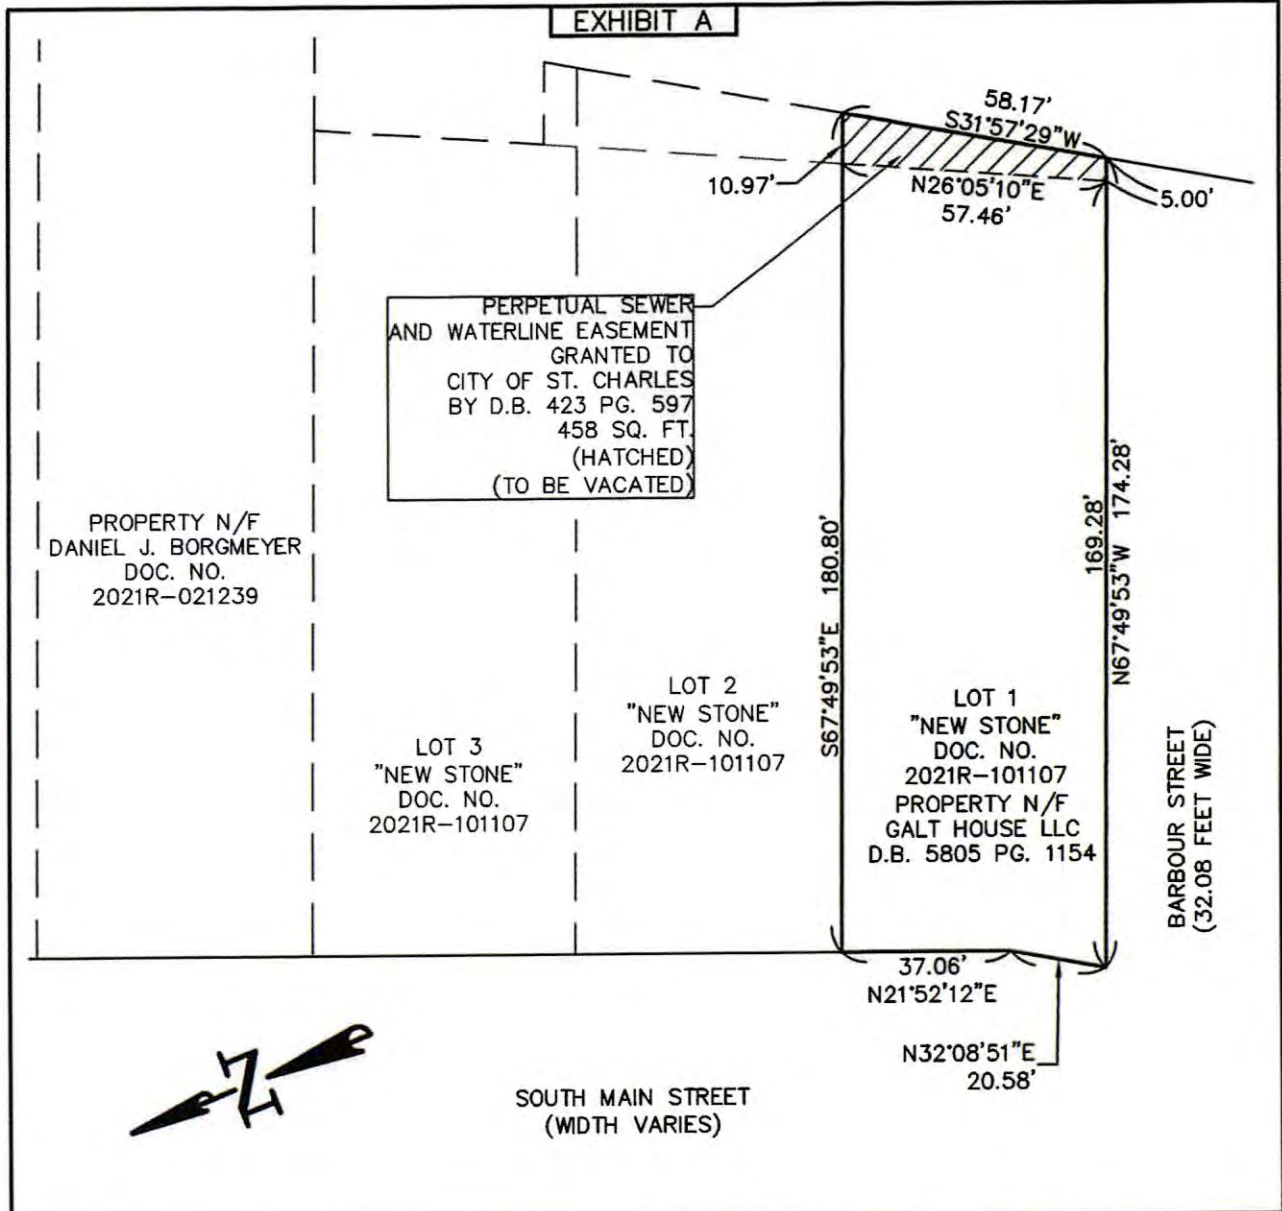 EXHIBIT A
58.17'
S31°57'29"W
10.97'
N26°05'10"E
57.46'
5.00'
PERPETUAL SEWER
AND WATERLINE EASEMENT
GRANTED TO
CITY OF ST. CHARLES
BY D.B. 423 PG. 597
458 SQ. FT.
(HATCHED)
(TO BE VACATED)
PROPERTY N/F
DANIEL J. BORGMEYER
DOC. NO.
2021R-021239
LOT 3
"NEW STONE"
DOC. NO.
2021R-101107
LOT 2
"NEW STONE"
DOC. NO.
2021R-101107
S67°49'53"E 180.80'
LOT 1
"NEW STONE"
DOC. NO.
2021R-101107
PROPERTY N/F
GALT HOUSE LLC
D.B. 5805 PG. 1154
169.28'
N67°49'53"W 174.28'
BARBOUR STREET
(32.08 FEET WIDE)
37.06'
N21°52'12"E
N32°08'51"E
20.58'
N
SOUTH MAIN STREET
(WIDTH VARIES)